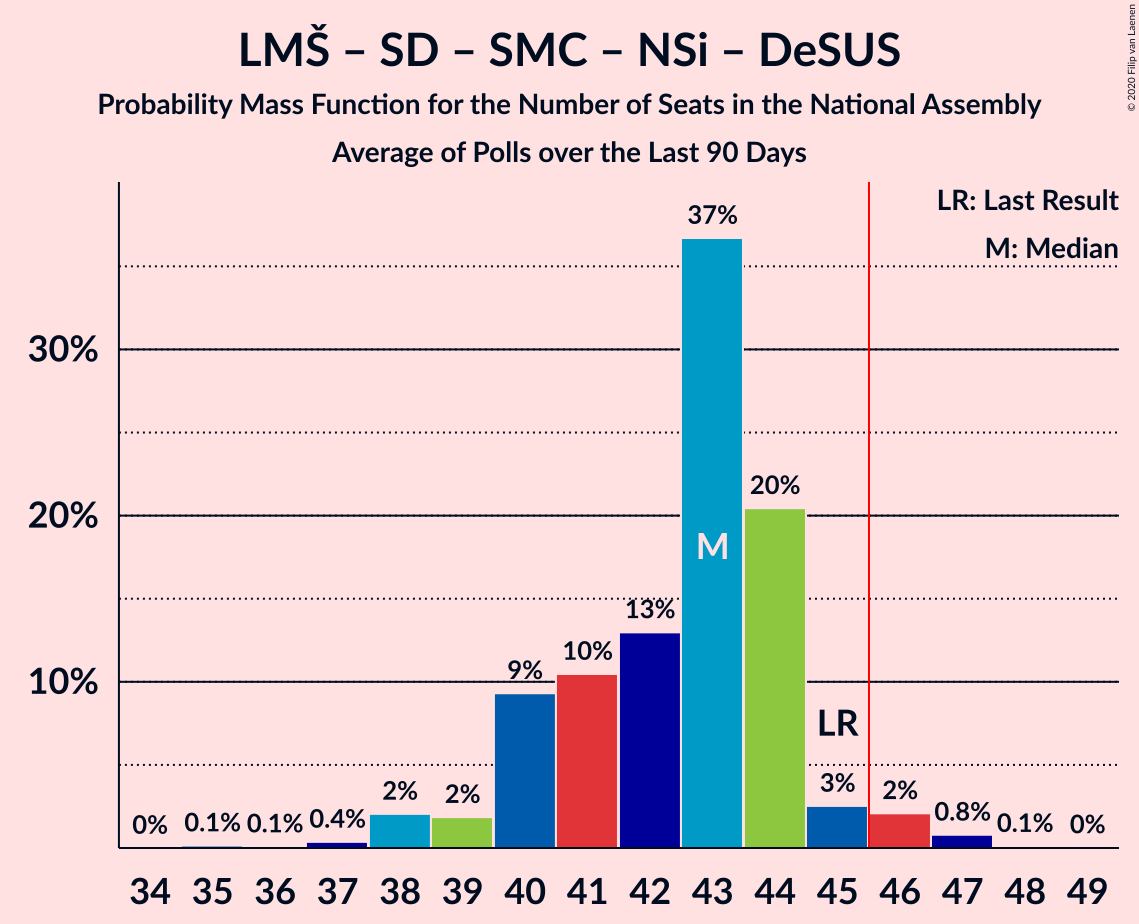 LMŠ – SD – SMC – NSi – DeSUS
Probability Mass Function for the Number of Seats in the National Assembly
Average of Polls over the Last 90 Days
© 2020 Filip van Laenen
LR: Last Result
M: Median
37%
30%
20%
20%
M
13%
10%
9%
10%
LR
3%
2%
2%
2%
0%
0.1%
0.1%
0.4%
0.8%
0.1%
0%
34 35 36 37 38 39 40 41 42 43 44 45 46 47 48 49